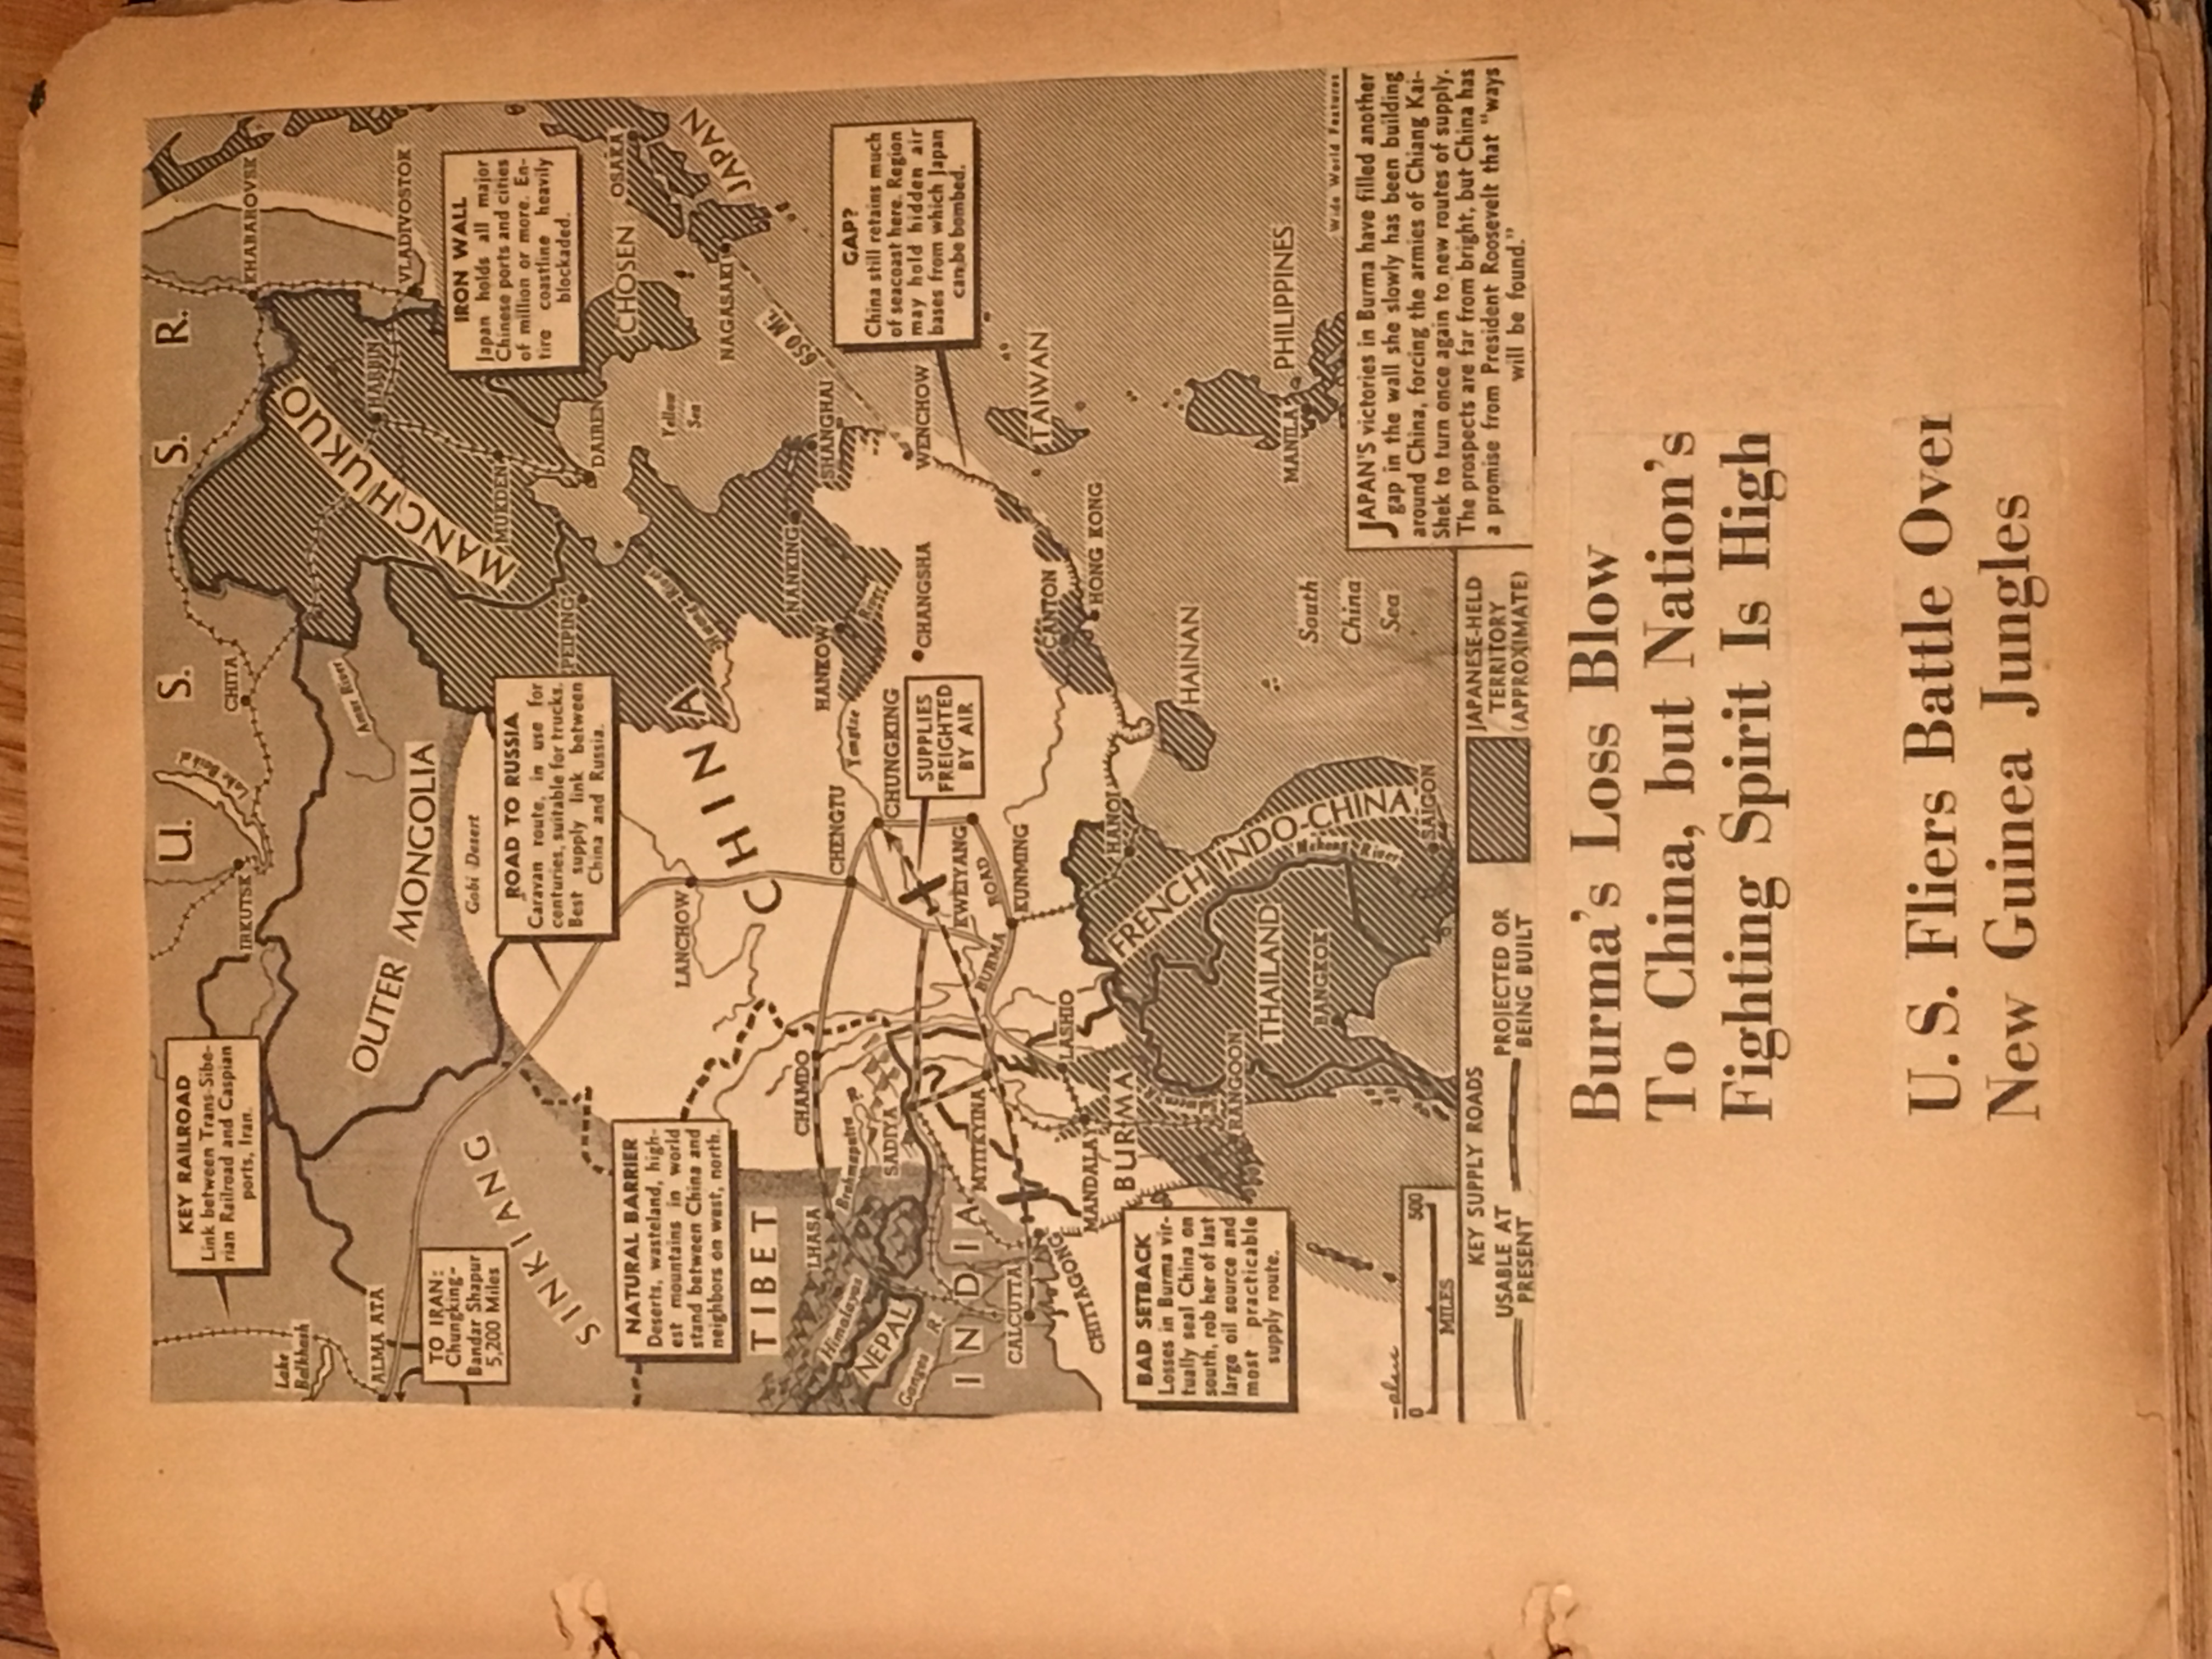 U. S. S. R.
KEY RAILROAD
Link between Trans-Sibe-
rian Railroad and Caspian
ports, Iran.
IRKUTSK
Lake Baikal
CHITA
KHABAROVSK
Lake
Balkhash
ALMA ATA
OUTER MONGOLIA
Amur River
MANCHUKUO
HARBIN
VLADIVOSTOK
TO IRAN:
Chungking-
Bandar Shapur
5,200 Miles
SINKIANG
Gobi Desert
ROAD TO RUSSIA
Caravan route, in use for
centuries, suitable for trucks.
Best supply link between
China and Russia.
MUKDEN
IRON WALL
Japan holds all major
Chinese ports and cities
of million or more. En-
tire coastline heavily
blockaded.
PEIPING
DAIREN
CHOSEN
OSAKA
NATURAL BARRIER
Deserts, wasteland, high-
est mountains in world
stand between China and
neighbors on west, north.
LANCHOW
CHINA
Hwang-River
Yellow
Sea
NAGASAKI
JAPAN
TIBET
650 Mi.
LHASA
CHAMDO
NANKING
HANKOW
SHANGHAI
CHENGTU
Himalayas
Brahmaputra R
Yangtze
River
NEPAL
SADIYA
CHUNGKING
GAP?
China still retains much
of seacoast here. Region
may hold hidden air
bases from which Japan
can be bombed.
Ganges R.
SUPPLIES
FREIGHTED
BY AIR
CHANGSHA
WENCHOW
INDIA
MYITKYINA
KWEIYANG
BURMA ROAD
CALCUTTA
KUNMING
TAIWAN
CHITTAGONG
LASHIO
CANTON
MANDALAY
HONG KONG
BURMA
HANOI
BAD SETBACK
Losses in Burma vir-
tually seal China on
south, rob her of last
large oil source and
most practicable
supply route.
FRENCH INDO-CHINA
HAINAN
RANGOON
THAILAND
MANILA
PHILIPPINES
BANGKOK
South
China
Sea
Mekong River
SAIGON
Wide World Features
0 500
MILES
KEY SUPPLY ROADS
USABLE AT
PRESENT
PROJECTED OR
BEING BUILT
JAPANESE-HELD
TERRITORY
(APPROXIMATE)
JAPAN'S victories in Burma have filled another
gap in the wall she slowly has been building
around China, forcing the armies of Chiang Kai-
Shek to turn once again to new routes of supply.
The prospects are far from bright, but China has
a promise from President Roosevelt that "ways
will be found."
Burma's Loss Blow
To China, but Nation's
Fighting Spirit Is High
U. S. Fliers Battle Over
New Guinea Jungles